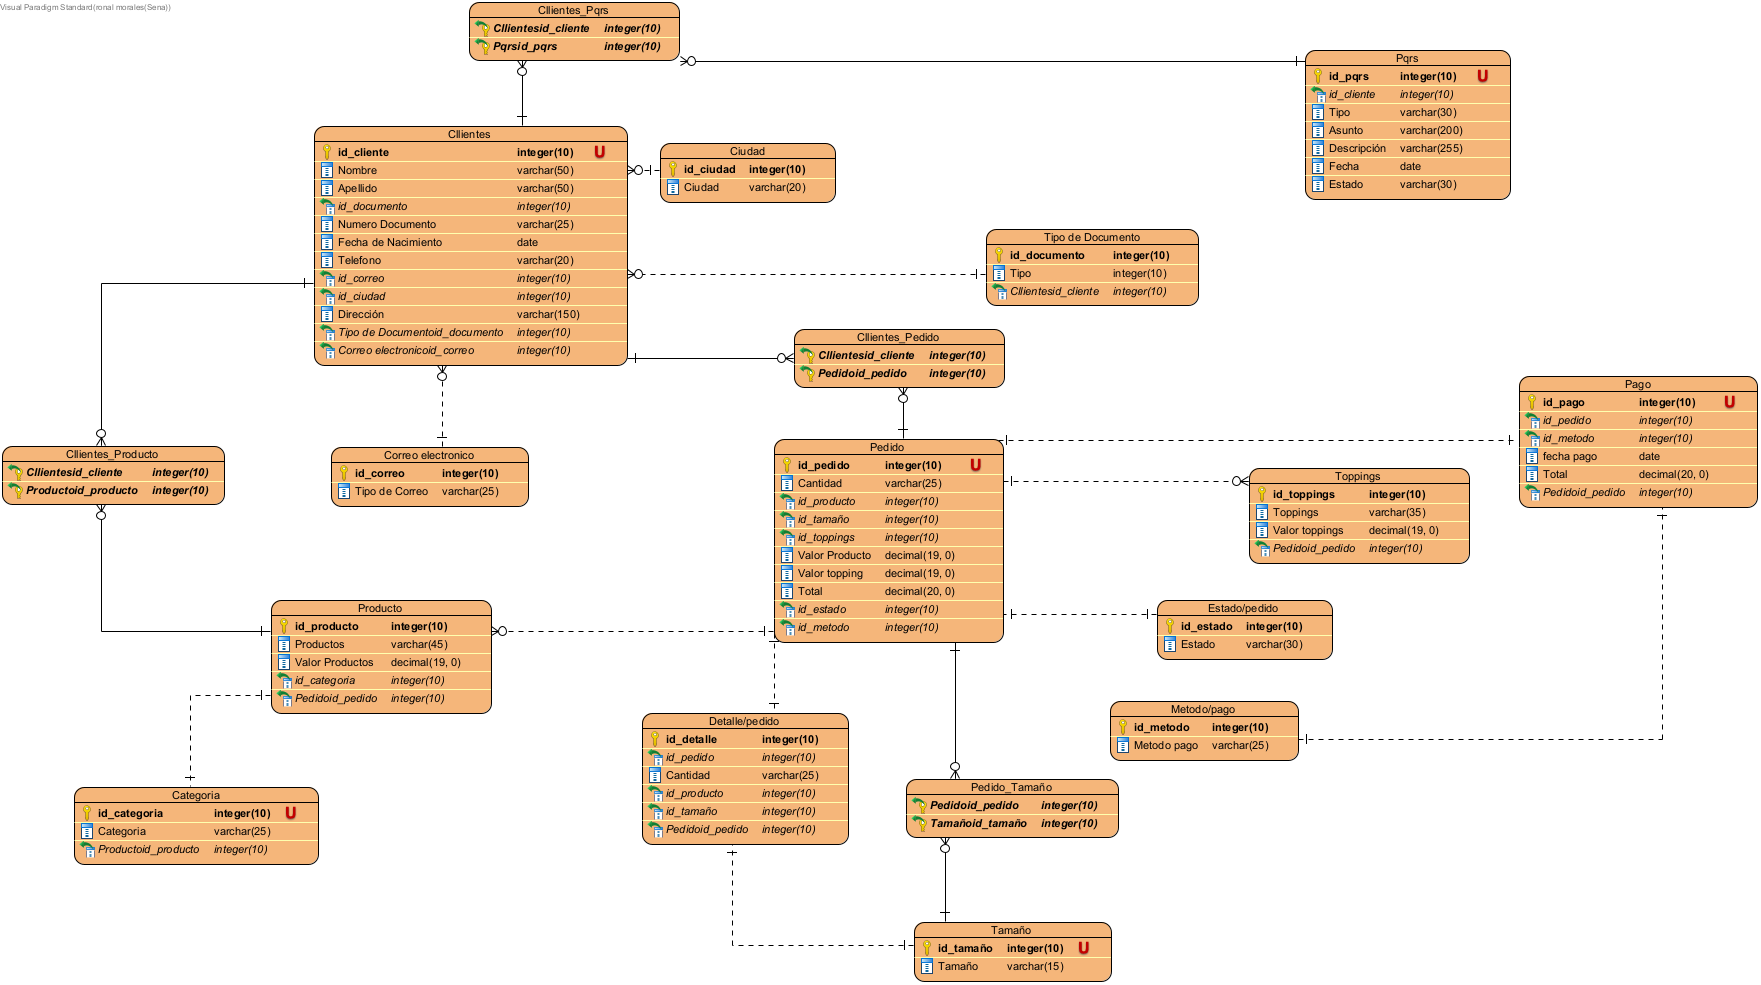 Visual Paradigm Standard(ronal morales(Sena))
Cllientes_Pqrs
Cllientesid_cliente integer(10)
Pqrsid_pqrs integer(10)
Pqrs
id_pqrs integer(10) U
id_cliente integer(10)
Tipo varchar(30)
Asunto varchar(200)
Descripción varchar(255)
Fecha date
Estado varchar(30)
Cllientes
id_cliente integer(10) U
Nombre varchar(50)
Apellido varchar(50)
id_documento integer(10)
Numero Documento varchar(25)
Fecha de Nacimiento date
Telefono varchar(20)
id_correo integer(10)
id_ciudad integer(10)
Dirección varchar(150)
Tipo de Documentoid_documento integer(10)
Correo electronicoid_correo integer(10)
Ciudad
id_ciudad integer(10)
Ciudad varchar(20)
Tipo de Documento
id_documento integer(10)
Tipo integer(10)
Cllientesid_cliente integer(10)
Cllientes_Pedido
Cllientesid_cliente integer(10)
Pedidoid_pedido integer(10)
Pago
id_pago integer(10) U
id_pedido integer(10)
id_metodo integer(10)
fecha pago date
Total decimal(20, 0)
Pedidoid_pedido integer(10)
Cllientes_Producto
Cllientesid_cliente integer(10)
Productoid_producto integer(10)
Correo electronico
id_correo integer(10)
Tipo de Correo varchar(25)
Pedido
id_pedido integer(10) U
Cantidad varchar(25)
id_producto integer(10)
id_tamaño integer(10)
id_toppings integer(10)
Valor Producto decimal(19, 0)
Valor topping decimal(19, 0)
Total decimal(20, 0)
id_estado integer(10)
id_metodo integer(10)
Toppings
id_toppings integer(10)
Toppings varchar(35)
Valor toppings decimal(19, 0)
Pedidoid_pedido integer(10)
Producto
id_producto integer(10)
Productos varchar(45)
Valor Productos decimal(19, 0)
id_categoria integer(10)
Pedidoid_pedido integer(10)
Estado/pedido
id_estado integer(10)
Estado varchar(30)
Metodo/pago
id_metodo integer(10)
Metodo pago varchar(25)
Detalle/pedido
id_detalle integer(10)
id_pedido integer(10)
Cantidad varchar(25)
id_producto integer(10)
id_tamaño integer(10)
Pedidoid_pedido integer(10)
Categoria
id_categoria integer(10) U
Categoria varchar(25)
Productoid_producto integer(10)
Pedido_Tamaño
Pedidoid_pedido integer(10)
Tamañoid_tamaño integer(10)
Tamaño
id_tamaño integer(10) U
Tamaño varchar(15)